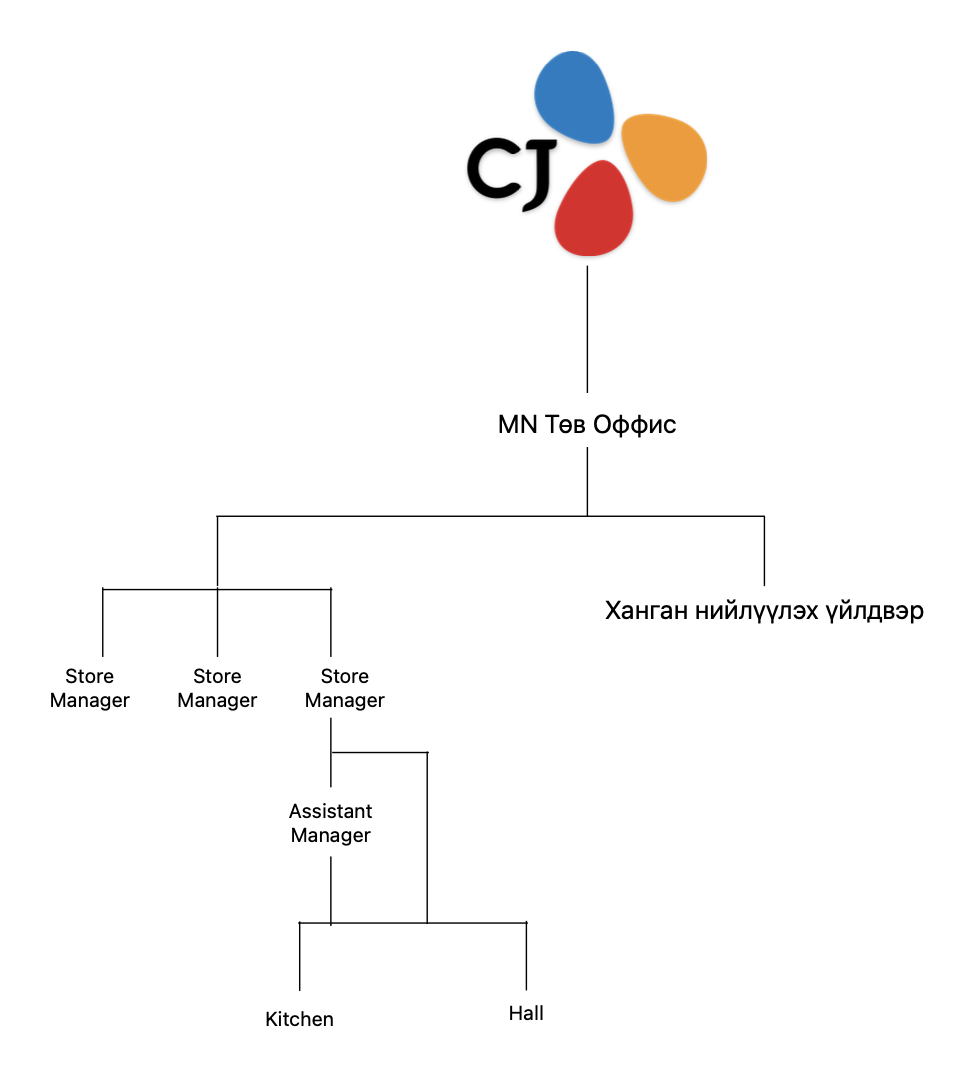 CJ
MN Төв Оффис
Ханган нийлүүлэх үйлдвэр
Store
Manager
Store
Manager
Store
Manager
Assistant
Manager
Kitchen
Hall